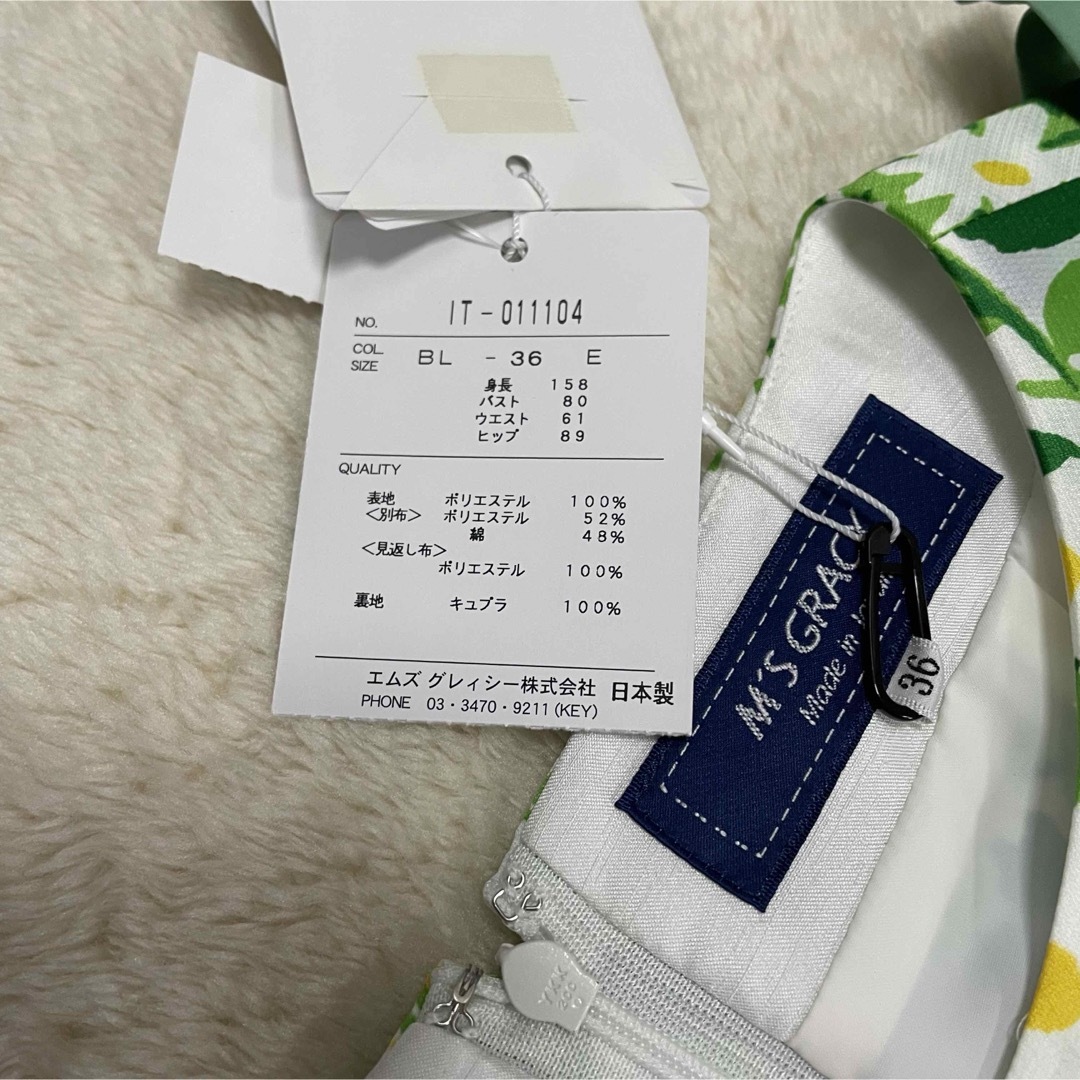 NO. IT-011104
COL.
SIZE BL - 36 E
身長 158
バスト 80
ウエスト 61
ヒップ 89
QUALITY
表地 ポリエステル 100%
<別布> ポリエステル 52%
綿 48%
<見返し布>
ポリエステル 100%
裏地 キュプラ 100%
エムズ グレィシー株式会社 日本製
PHONE 03・3470・9211(KEY)
M'S GRACY
Made in
36
YKK